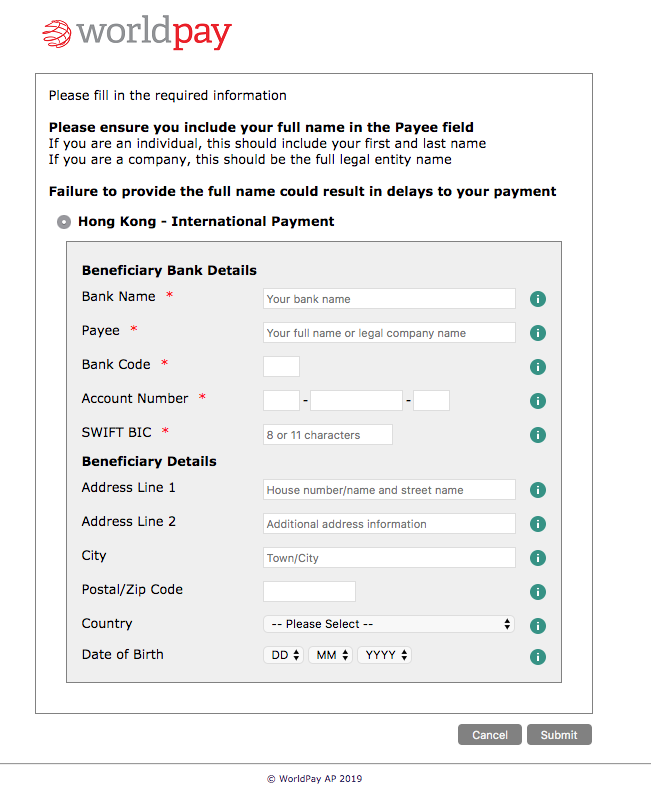 worldpay
Please fill in the required information
Please ensure you include your full name in the Payee field
If you are an individual, this should include your first and last name
If you are a company, this should be the full legal entity name
Failure to provide the full name could result in delays to your payment
Hong Kong - International Payment
Beneficiary Bank Details
Bank Name * Your bank name i
Payee * Your full name or legal company name i
Bank Code * i
Account Number * - - i
SWIFT BIC * 8 or 11 characters i
Beneficiary Details
Address Line 1 House number/name and street name i
Address Line 2 Additional address information i
City Town/City i
Postal/Zip Code i
Country -- Please Select -- i
Date of Birth DD MM YYYY i
Cancel Submit
© WorldPay AP 2019